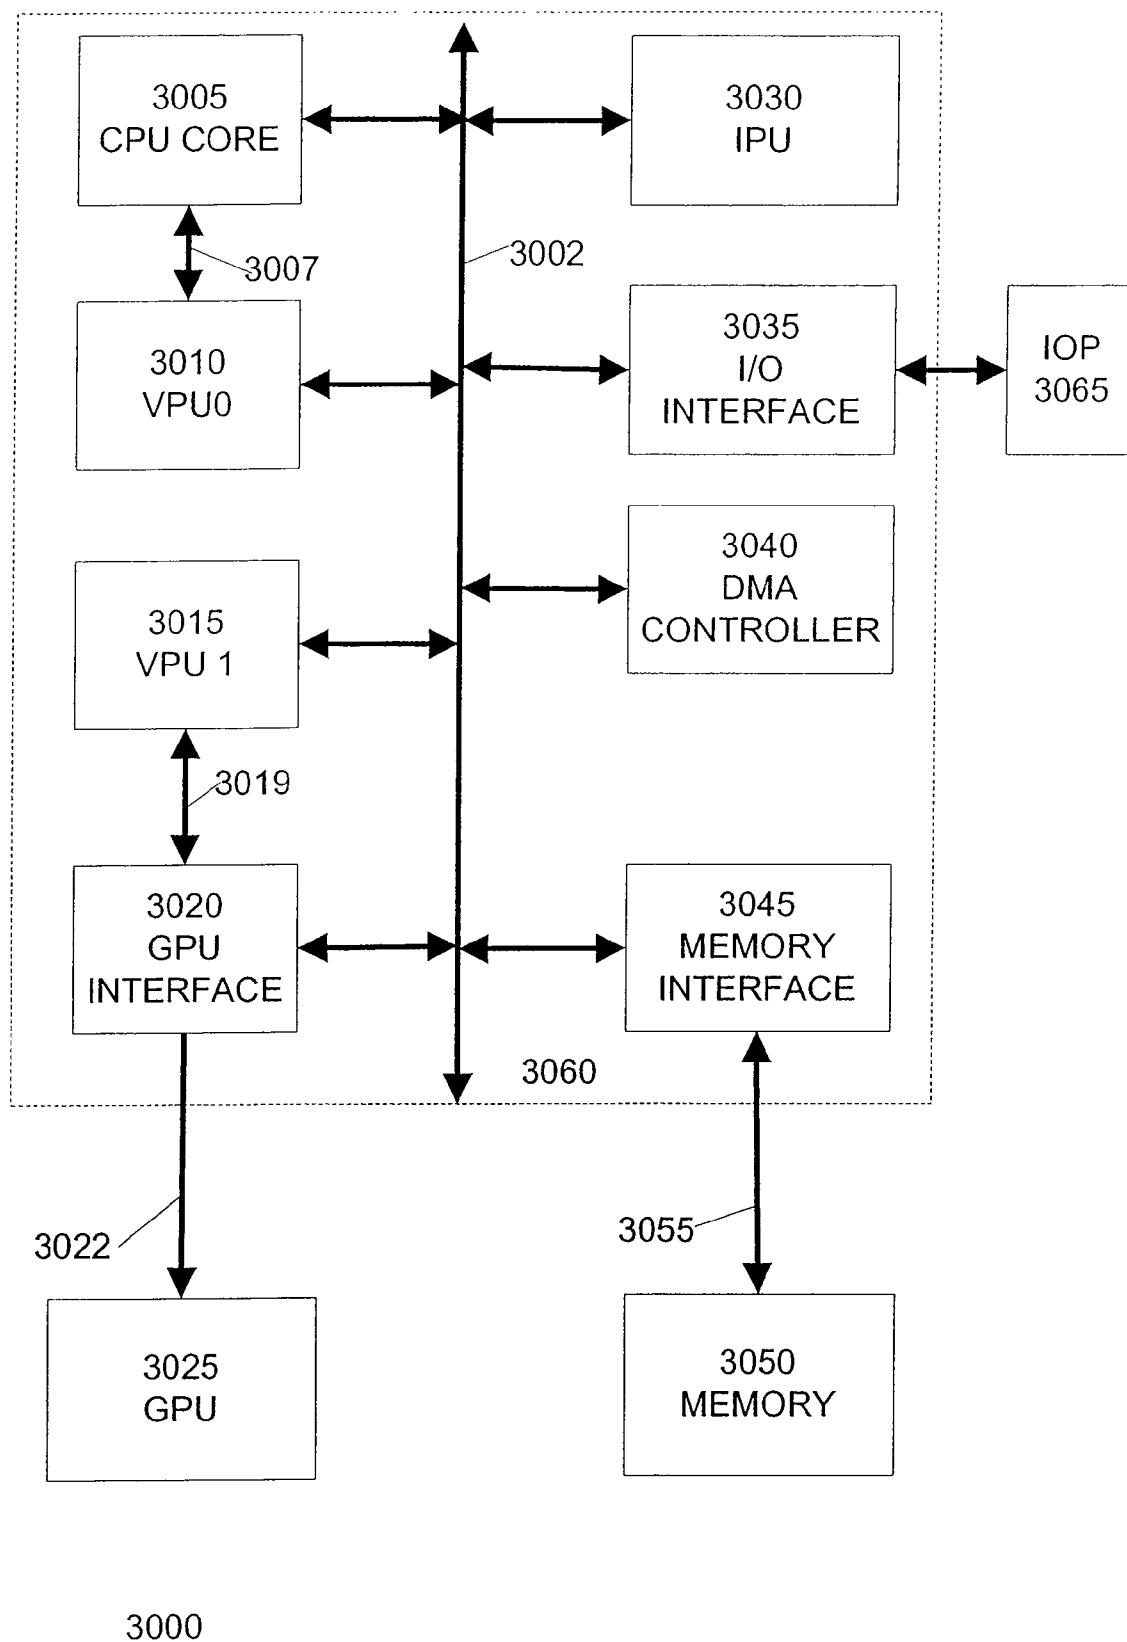 3005
CPU CORE
3030
IPU
3002
3007
3010
VPU0
3035
I/O
INTERFACE
IOP
3065
3040
DMA
CONTROLLER
3015
VPU 1
3019
3020
GPU
INTERFACE
3045
MEMORY
INTERFACE
3060
3022
3055
3025
GPU
3050
MEMORY
3000